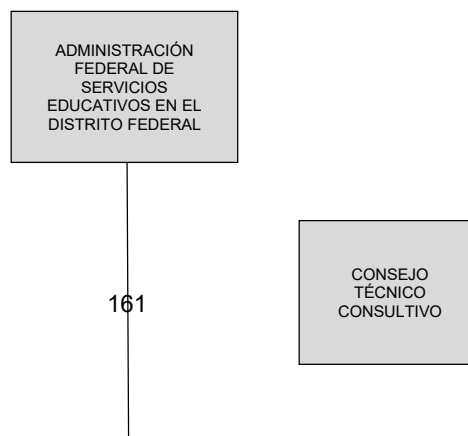 ADMINISTRACIÓN
FEDERAL DE
SERVICIOS
EDUCATIVOS EN EL
DISTRITO FEDERAL
CONSEJO
TÉCNICO
CONSULTIVO
161